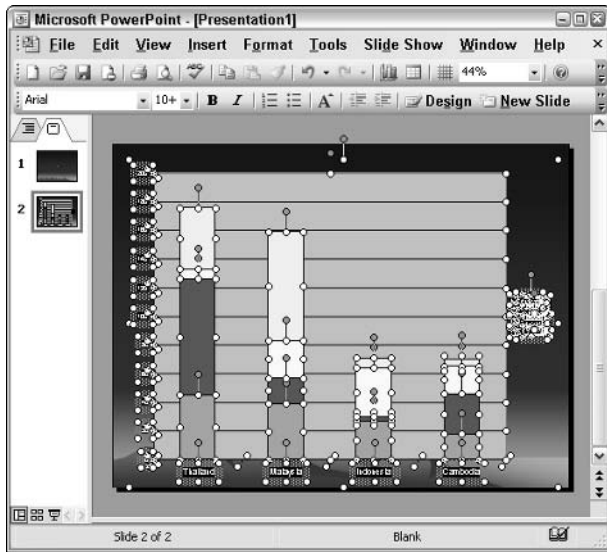 Microsoft PowerPoint - [Presentation1]
File Edit View Insert Format Tools Slide Show Window Help
44%
Arial 10+ B I A Design New Slide
1
2
Thailand Malaysia Indonesia Cambodia
Slide 2 of 2 Blank